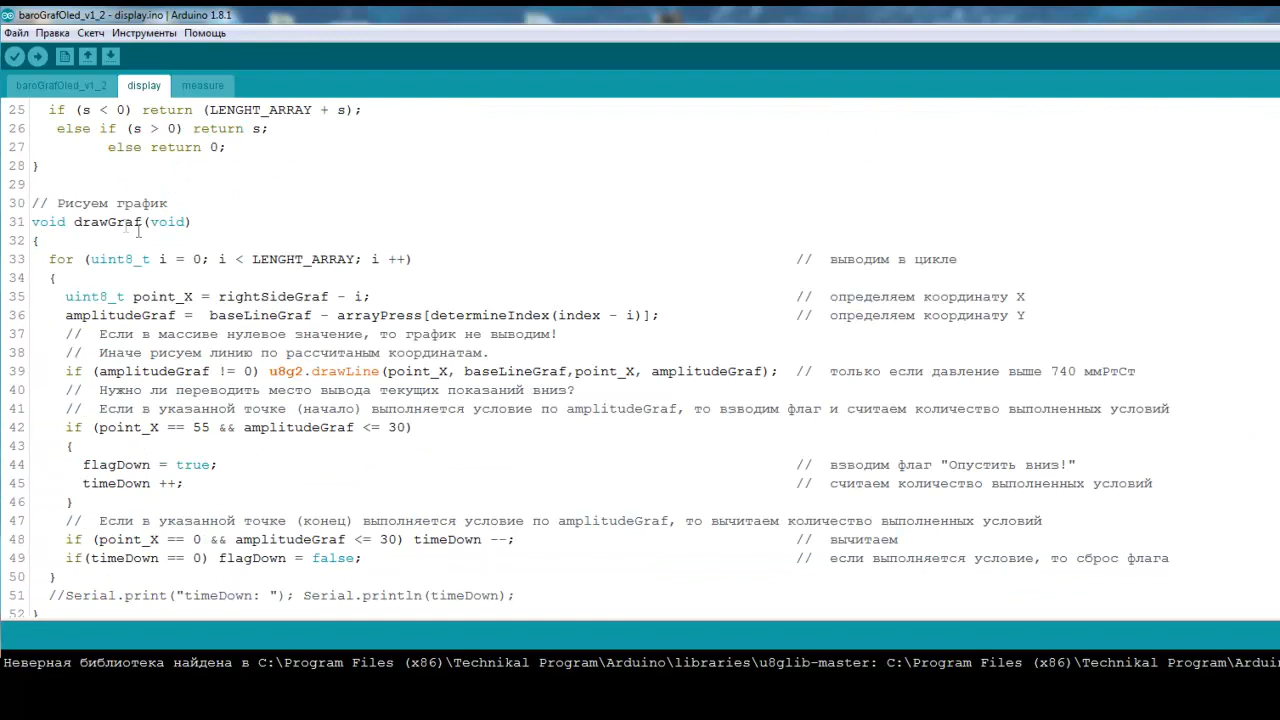 baroGrafOled_v1_2 - display.ino | Arduino 1.8.1
Файл Правка Скетч Инструменты Помощь
baroGrafOled_v1_2 display measure
25 if (s < 0) return (LENGHT_ARRAY + s);
26 else if (s > 0) return s;
27 else return 0;
28 }
29
30 // Рисуем график
31 void drawGraf(void)
32 {
33 for (uint8_t i = 0; i < LENGHT_ARRAY; i ++) // выводим в цикле
34 {
35 uint8_t point_X = rightSideGraf - i; // определяем координату X
36 amplitudeGraf = baseLineGraf - arrayPress[determineIndex(index - i)]; // определяем координату Y
37 // Если в массиве нулевое значение, то график не выводим!
38 // Иначе рисуем линию по рассчитаным координатам.
39 if (amplitudeGraf != 0) u8g2.drawLine(point_X, baseLineGraf,point_X, amplitudeGraf); // только если давление выше 740 ммРтСт
40 // Нужно ли переводить место вывода текущих показаний вниз?
41 // Если в указанной точке (начало) выполняется условие по amplitudeGraf, то взводим флаг и считаем количество выполненных условий
42 if (point_X == 55 && amplitudeGraf <= 30)
43 {
44 flagDown = true; // взводим флаг "Опустить вниз!"
45 timeDown ++; // считаем количество выполненных условий
46 }
47 // Если в указанной точке (конец) выполняется условие по amplitudeGraf, то вычитаем количество выполненных условий
48 if (point_X == 0 && amplitudeGraf <= 30) timeDown --; // вычитаем
49 if(timeDown == 0) flagDown = false; // если выполняется условие, то сброс флага
50 }
51 //Serial.print("timeDown: "); Serial.println(timeDown);
52 }
Неверная библиотека найдена в C:\Program Files (x86)\Technikal Program\Arduino\libraries\u8glib-master: C:\Program Files (x86)\Technikal Program\Ardui